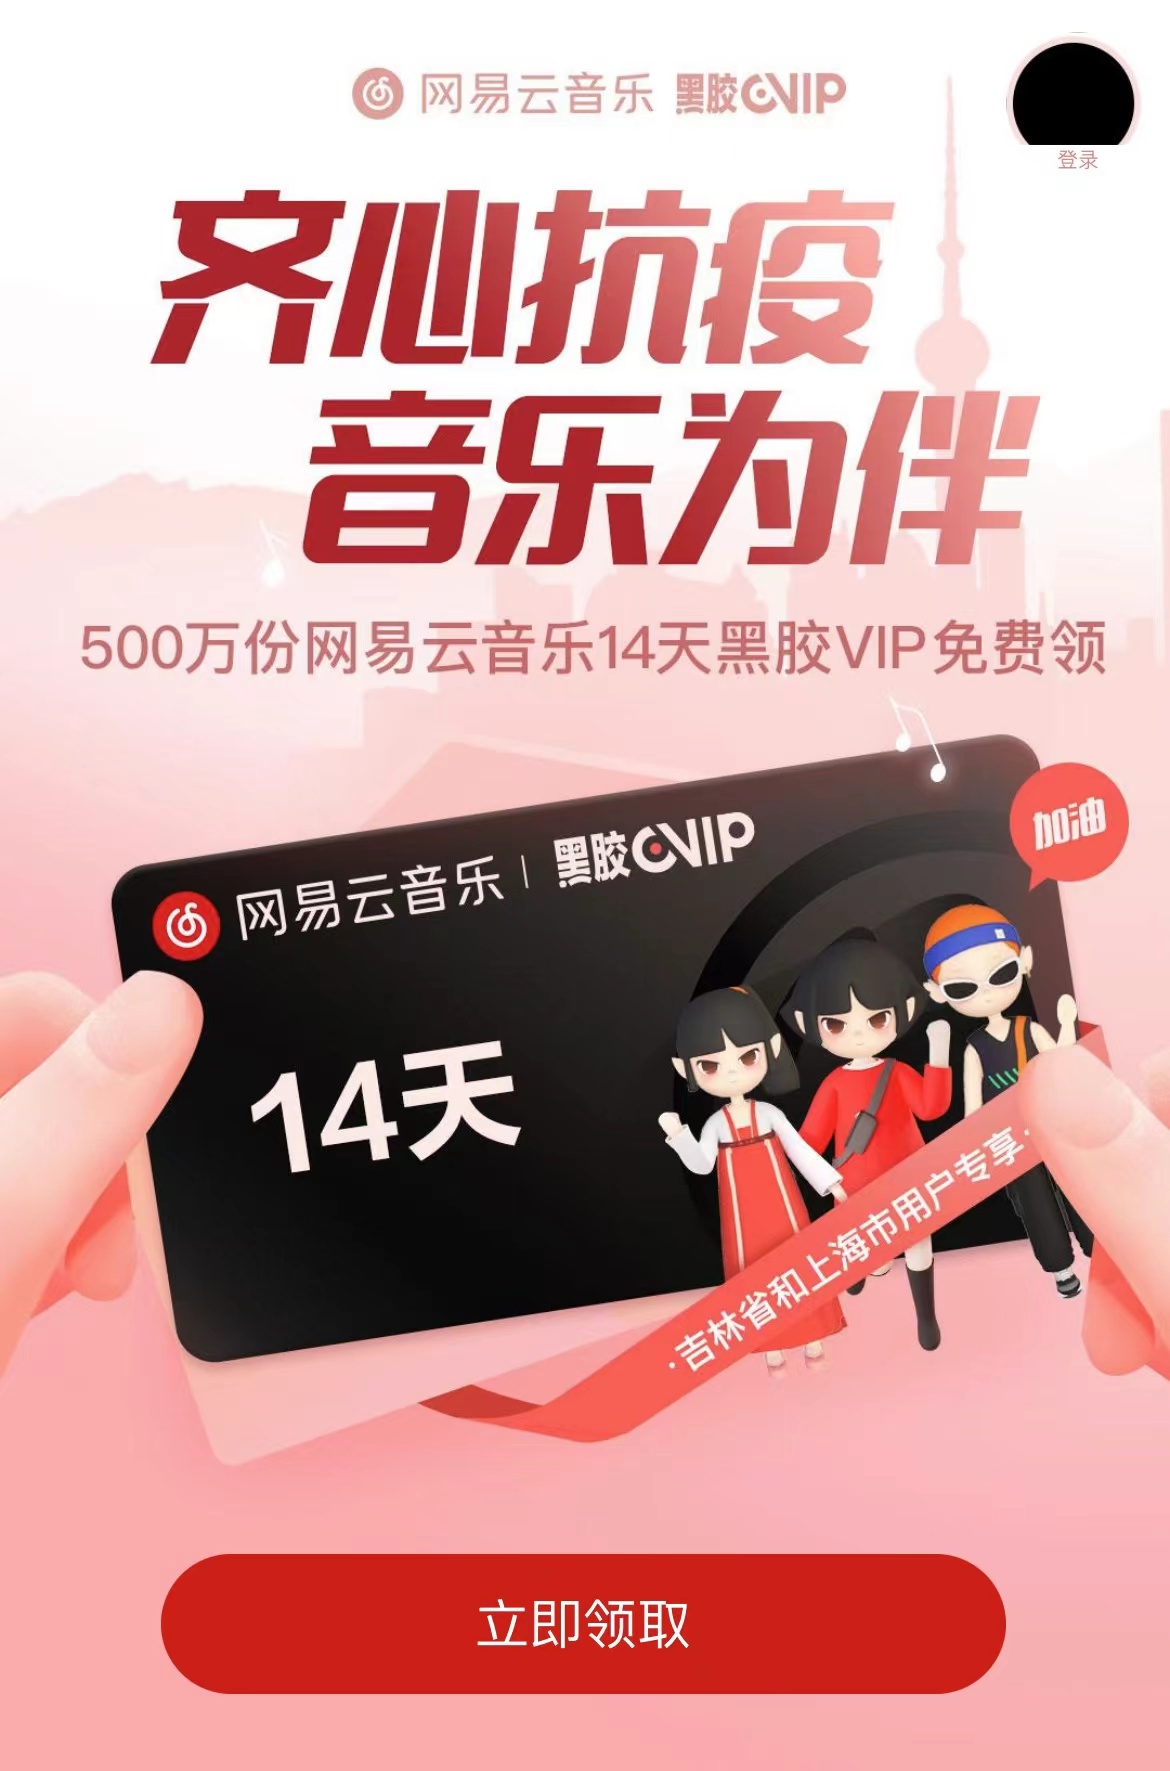 网易云音乐 黑胶VIP
登录
齐心抗疫
音乐为伴
500万份网易云音乐14天黑胶VIP免费领
加油
网易云音乐 | 黑胶VIP
14天
·吉林省和上海市用户专享·
立即领取